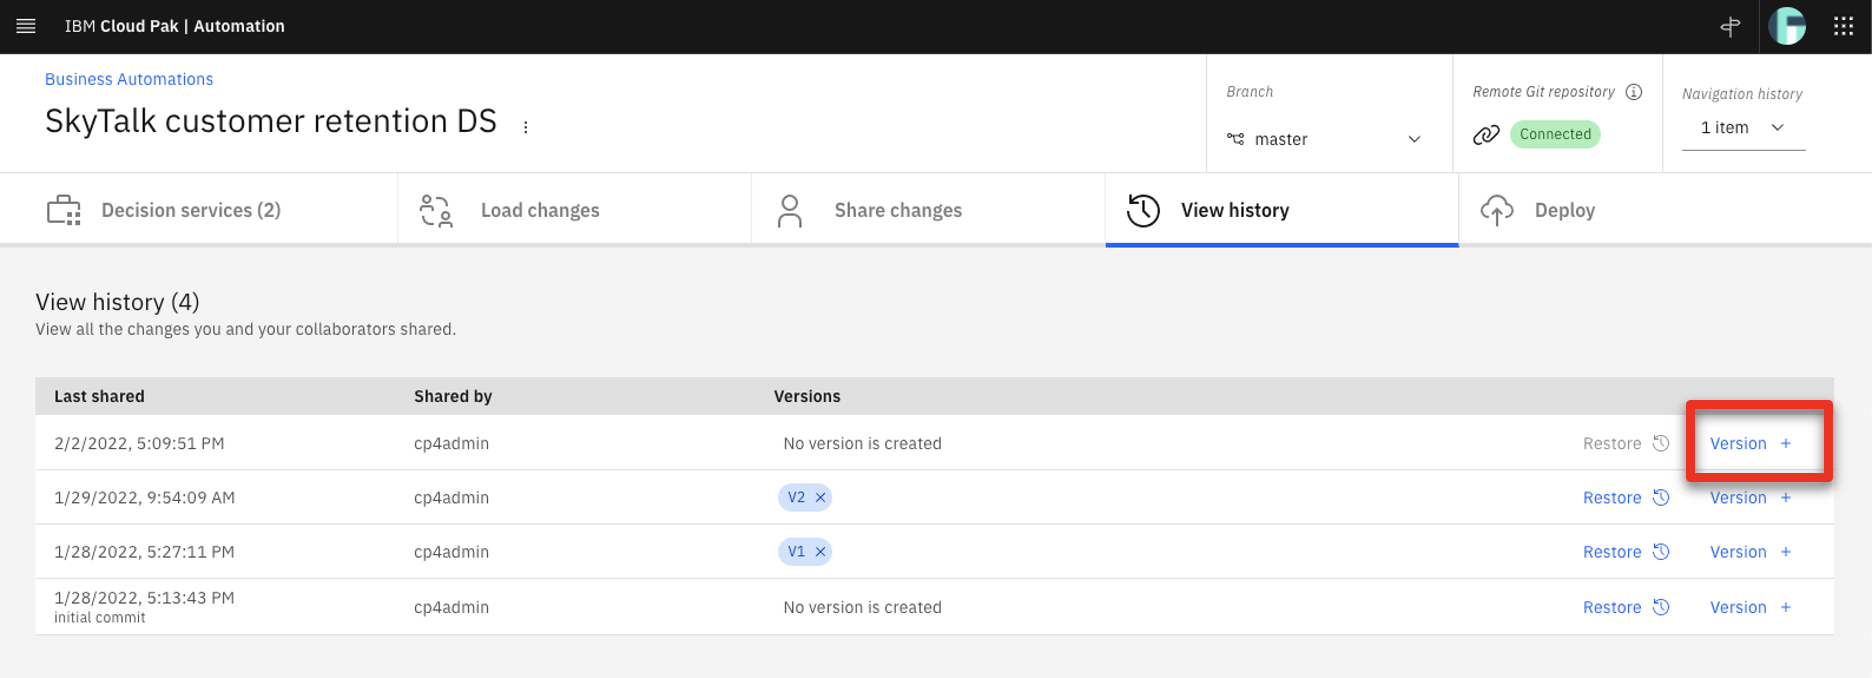 IBM Cloud Pak | Automation
Business Automations
SkyTalk customer retention DS
Branch
master
Remote Git repository
Connected
Navigation history
1 item
Decision services (2)
Load changes
Share changes
View history
Deploy
View history (4)
View all the changes you and your collaborators shared.
Last shared Shared by Versions
2/2/2022, 5:09:51 PM cp4admin No version is created Restore Version +
1/29/2022, 9:54:09 AM cp4admin V2 × Restore Version +
1/28/2022, 5:27:11 PM cp4admin V1 × Restore Version +
1/28/2022, 5:13:43 PM
initial commit
cp4admin No version is created Restore Version +